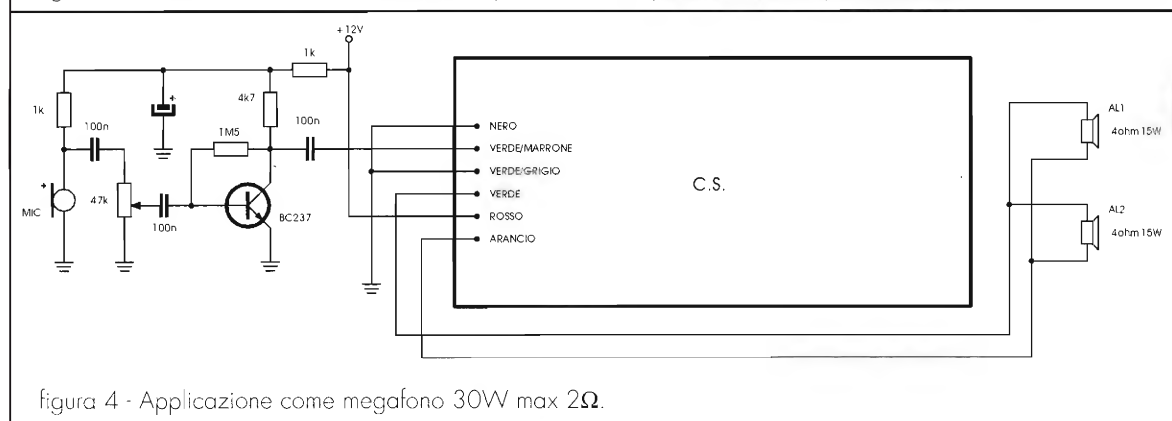 +12V
1k
1k
4k7
100n
1M5
100n
+
+
MIC
47k
100n
BC237
NERO
VERDE/MARRONE
VERDE/GRIGIO
VERDE
ROSSO
ARANCIO
C.S.
AL1
4ohm 15W
AL2
4ohm 15W
figura 4 - Applicazione come megafono 30W max 2Ω.